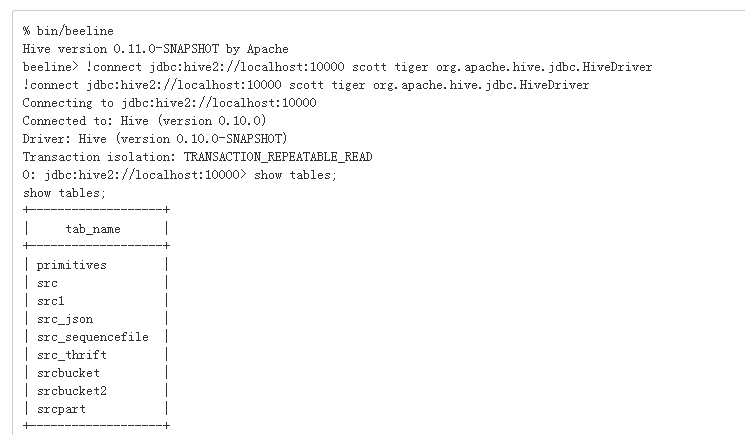 % bin/beeline
Hive version 0.11.0-SNAPSHOT by Apache
beeline> !connect jdbc:hive2://localhost:10000 scott tiger org.apache.hive.jdbc.HiveDriver
!connect jdbc:hive2://localhost:10000 scott tiger org.apache.hive.jdbc.HiveDriver
Connecting to jdbc:hive2://localhost:10000
Connected to: Hive (version 0.10.0)
Driver: Hive (version 0.10.0-SNAPSHOT)
Transaction isolation: TRANSACTION_REPEATABLE_READ
0: jdbc:hive2://localhost:10000> show tables;
show tables;
+-------------------+
|     tab_name      |
+-------------------+
| primitives        |
| src               |
| src1              |
| src_json          |
| src_sequencefile  |
| src_thrift        |
| srcbucket         |
| srcbucket2        |
| srcpart           |
+-------------------+